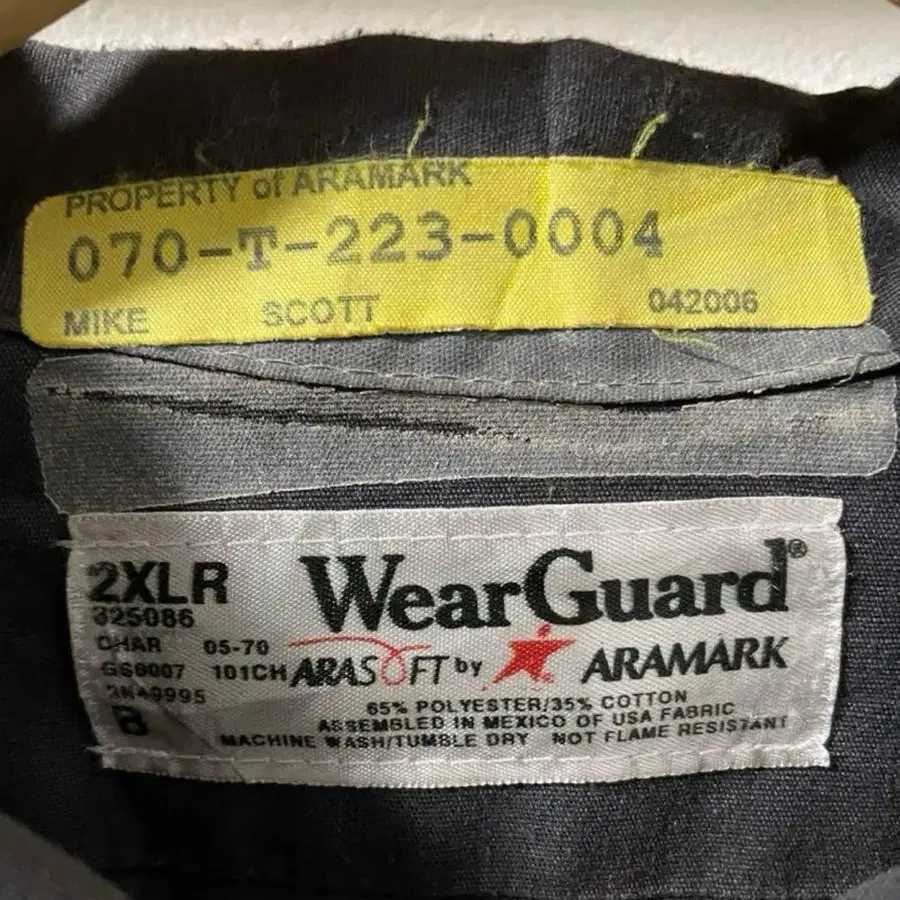 PROPERTY of ARAMARK
070-T-223-0004
MIKE SCOTT 042006
2XLR WearGuard®
325086
CHAR 05-70
GS8007 101CH ARASOFT by ARAMARK
65% POLYESTER/35% COTTON
B ASSEMBLED IN MEXICO OF USA FABRIC
MACHINE WASH/TUMBLE DRY NOT FLAME RESISTANT